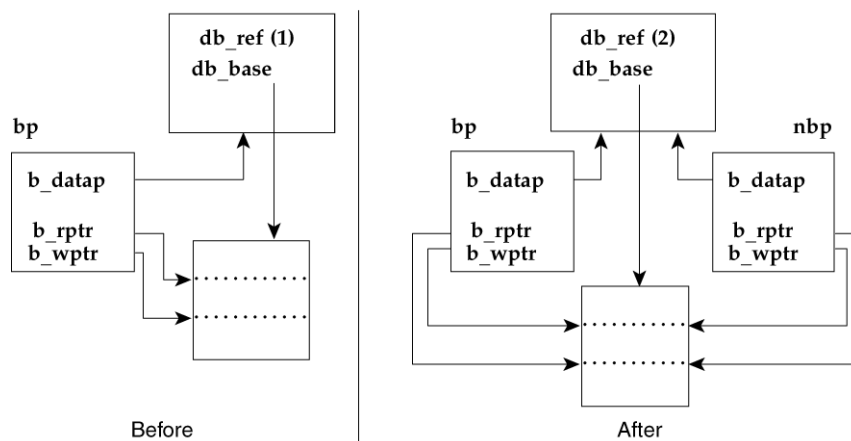 db_ref (1)
db_base
bp
b_datap
b_rptr
b_wptr
Before
db_ref (2)
db_base
bp
nbp
b_datap
b_datap
b_rptr
b_wptr
b_rptr
b_wptr
After